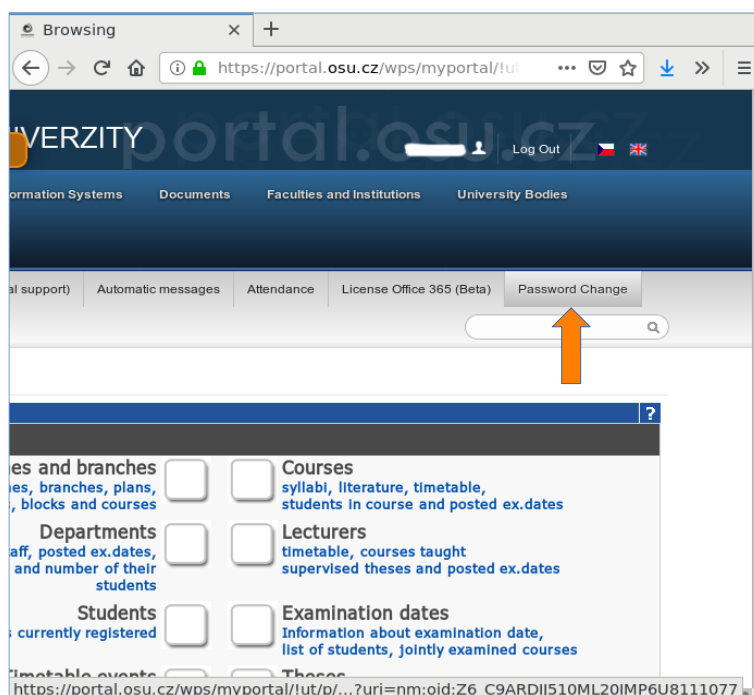 Browsing
https://portal.osu.cz/wps/myportal/!ut
VERZITY
portal.osu.cz
Log Out
formation Systems Documents Faculties and Institutions University Bodies
al support) Automatic messages Attendance License Office 365 (Beta) Password Change
?
es and branches
es, branches, plans,
, blocks and courses
Courses
syllabi, literature, timetable,
students in course and posted ex.dates
Departments
aff, posted ex.dates,
and number of their
students
Lecturers
timetable, courses taught
supervised theses and posted ex.dates
Students
s currently registered
Examination dates
Information about examination date,
list of students, jointly examined courses
Timetable events
Theses
https://portal.osu.cz/wps/myportal/!ut/p/...?uri=nm:oid:Z6_C9ARDII510ML20IMP6U8111077